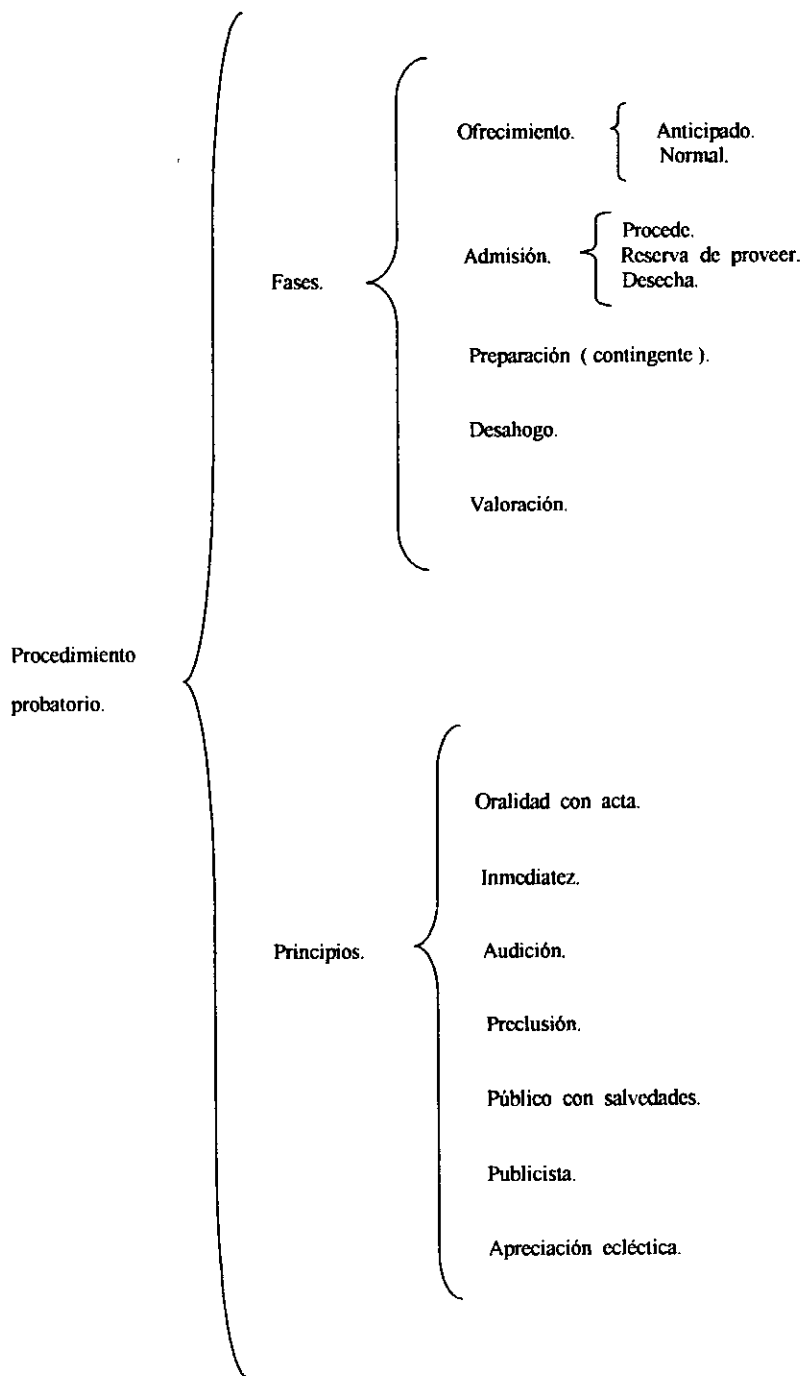 Ofrecimiento.
Anticipado.
Normal.
Admisión.
Procede.
Reserva de proveer.
Desecha.
Fases.
Preparación ( contingente ).
Desahogo.
Valoración.
Procedimiento
probatorio.
Oralidad con acta.
Inmediatez.
Audición.
Principios.
Preclusión.
Público con salvedades.
Publicista.
Apreciación ecléctica.